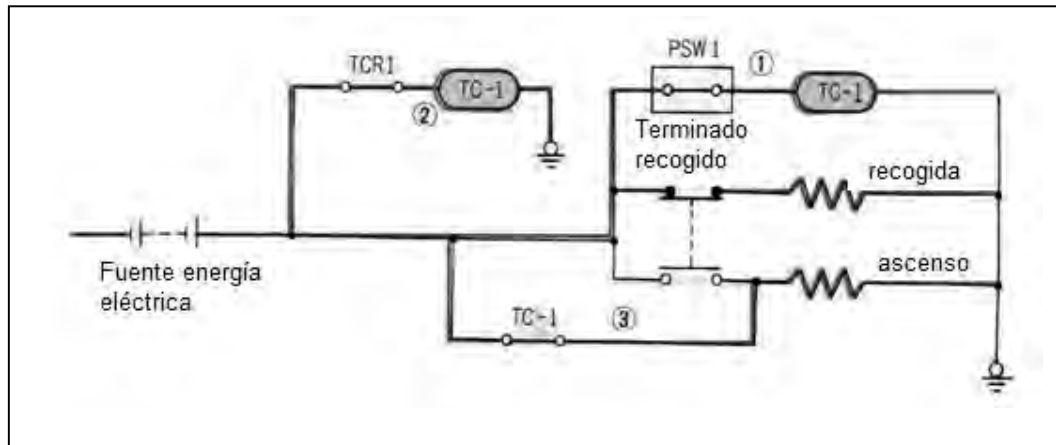 PSW1
①
TCR1
TC-1
②
TC-1
Terminado
recogido
recogida
Fuente energía
eléctrica
ascenso
TC-1
③